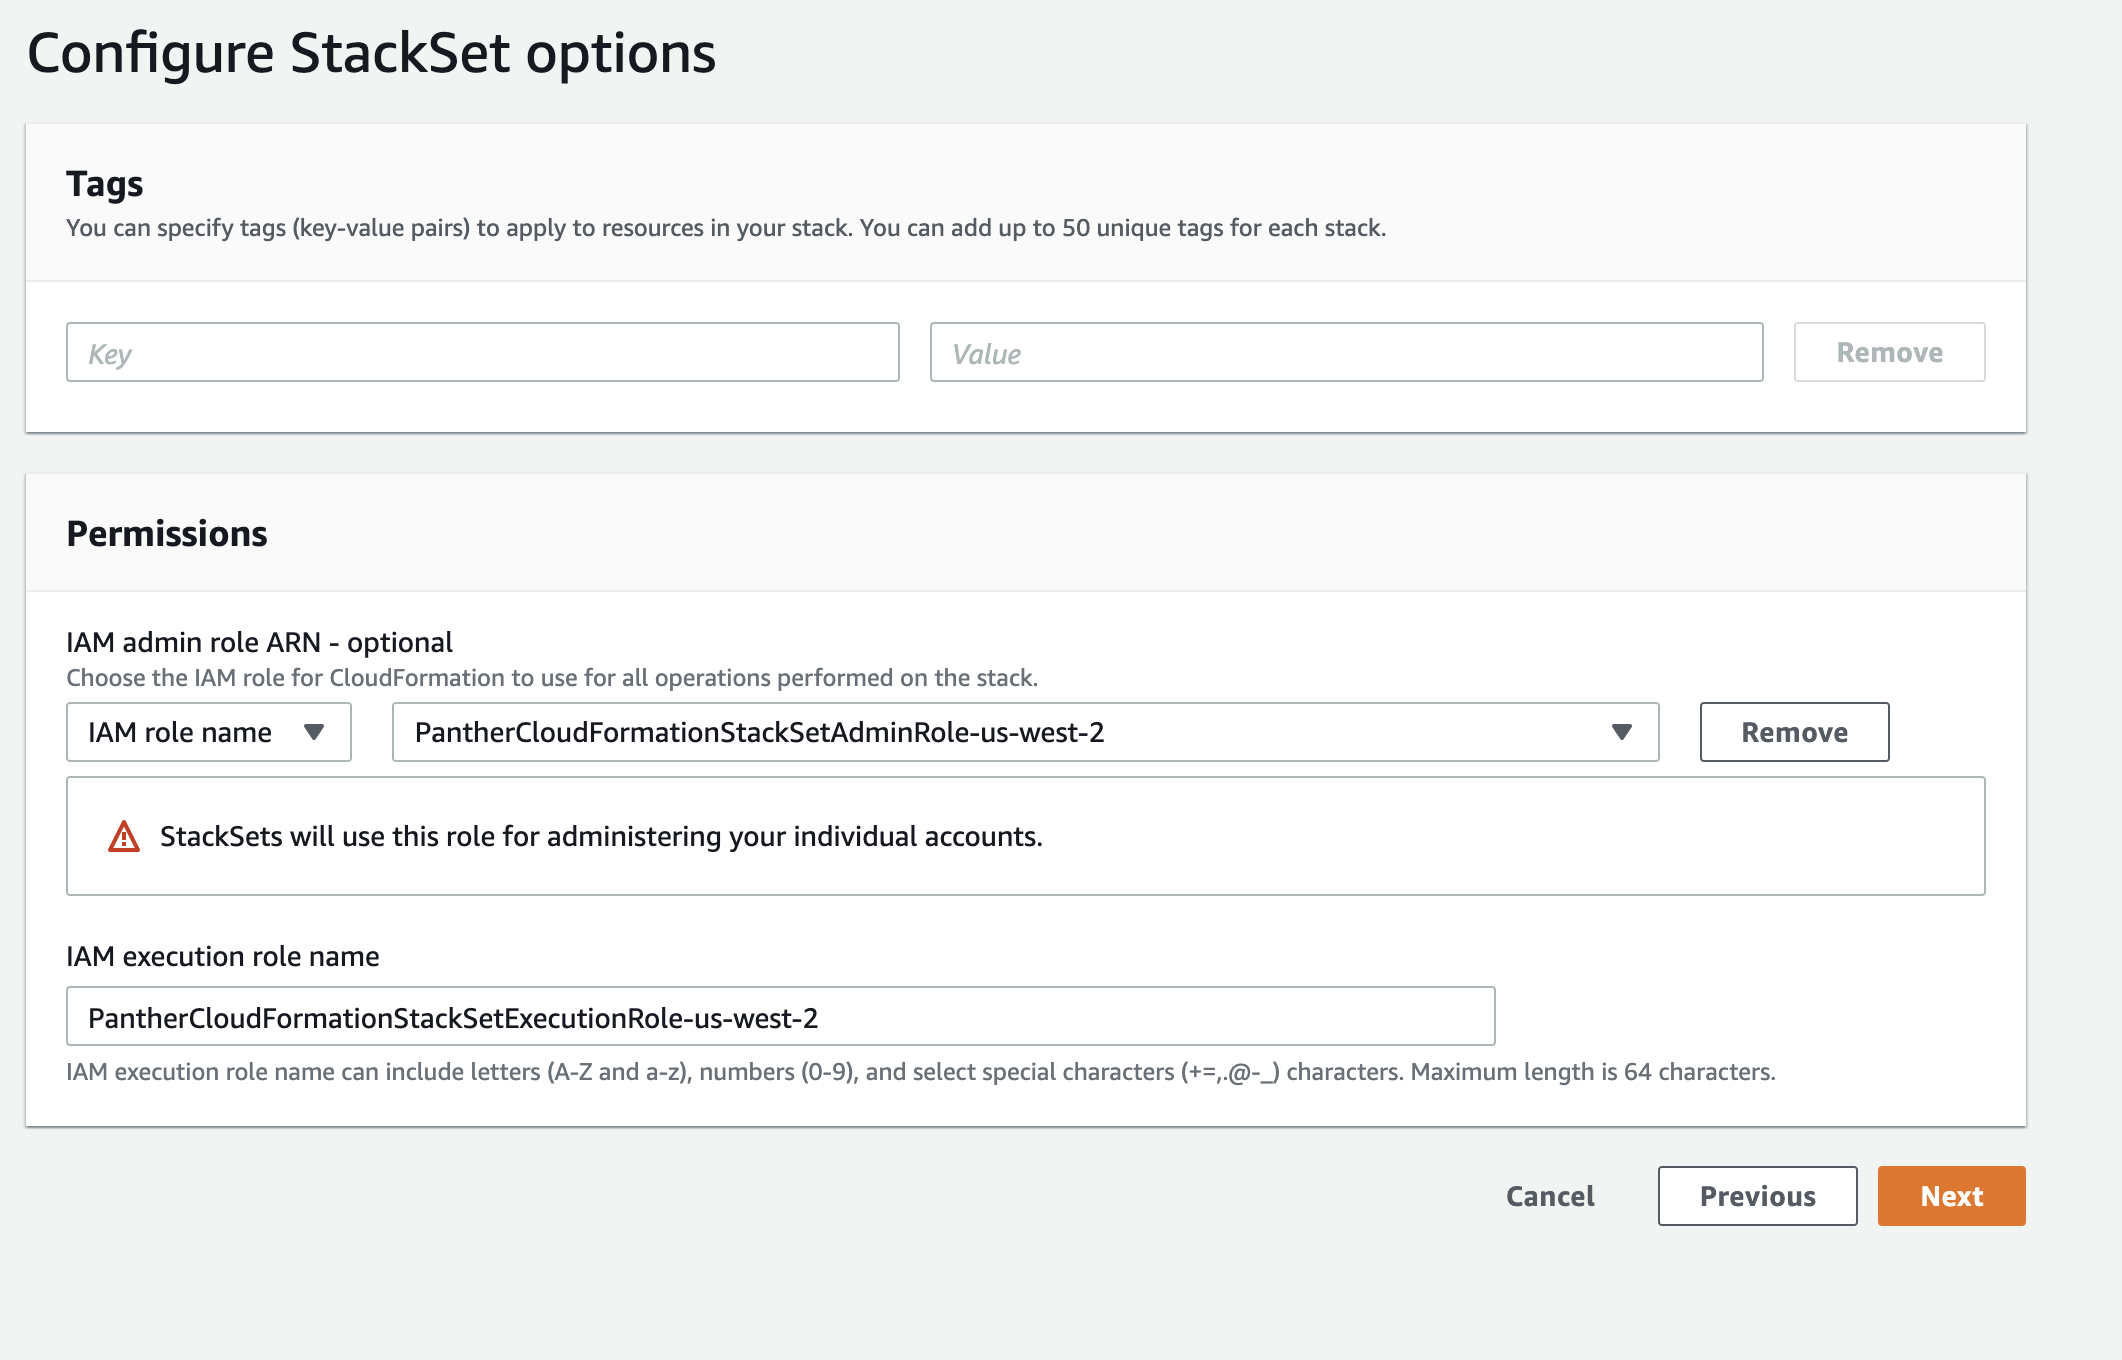 Configure StackSet options
Tags
You can specify tags (key-value pairs) to apply to resources in your stack. You can add up to 50 unique tags for each stack.
Key
Value
Remove
Permissions
IAM admin role ARN - optional
Choose the IAM role for CloudFormation to use for all operations performed on the stack.
IAM role name
PantherCloudFormationStackSetAdminRole-us-west-2
Remove
StackSets will use this role for administering your individual accounts.
IAM execution role name
PantherCloudFormationStackSetExecutionRole-us-west-2
IAM execution role name can include letters (A-Z and a-z), numbers (0-9), and select special characters (+=,.@-_) characters. Maximum length is 64 characters.
Cancel
Previous
Next